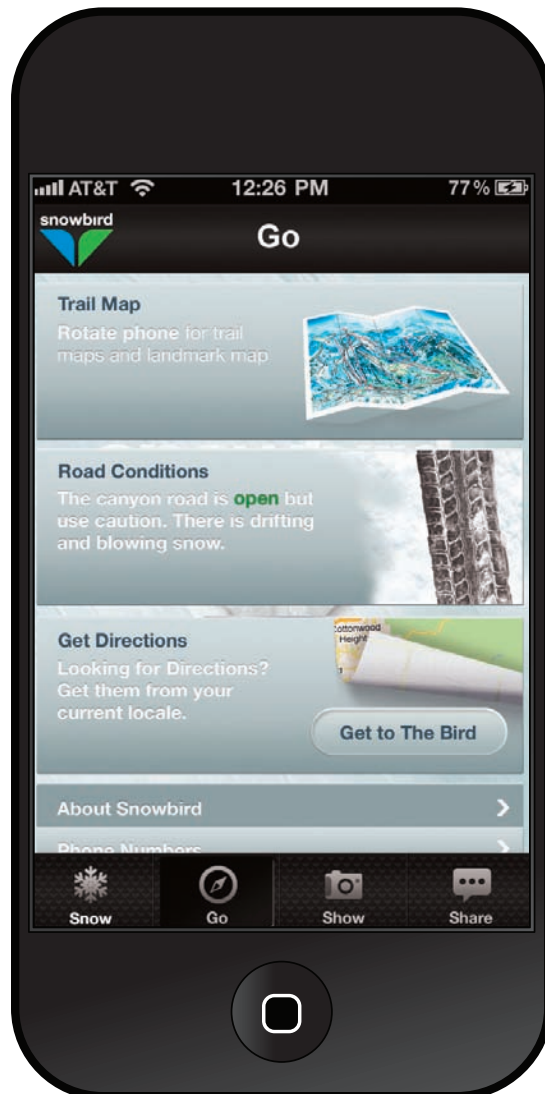 AT&T 12:26 PM 77%
snowbird
Go
Trail Map
Rotate phone for trail
maps and landmark map
Road Conditions
The canyon road is open but
use caution. There is drifting
and blowing snow.
Cottonwood
Height
Get Directions
Looking for Directions?
Get them from your
current locale.
Get to The Bird
About Snowbird
Phone Numbers
Snow Go Show Share